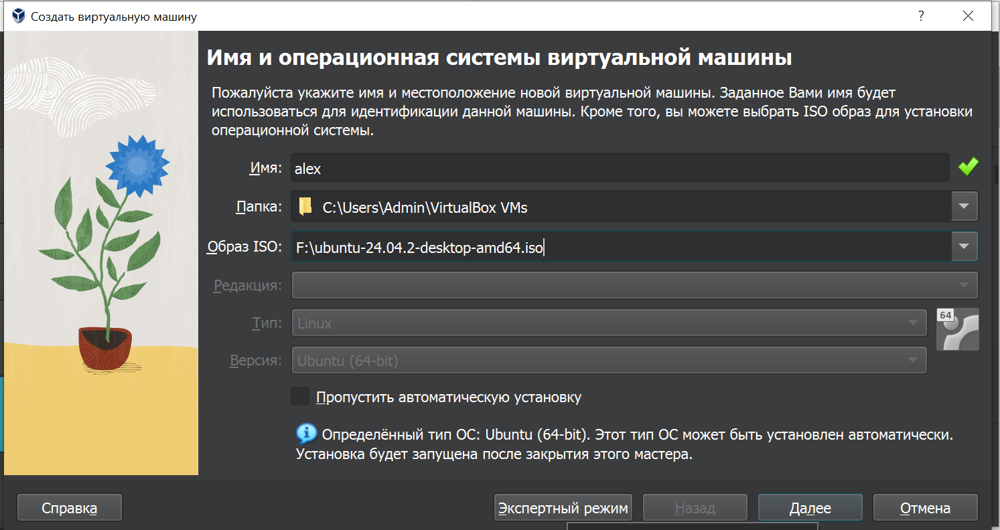 Создать виртуальную машину
?
Имя и операционная системы виртуальной машины
Пожалуйста укажите имя и местоположение новой виртуальной машины. Заданное Вами имя будет
использоваться для идентификации данной машины. Кроме того, вы можете выбрать ISO образ для установки
операционной системы.
Имя: alex
Папка: C:\Users\Admin\VirtualBox VMs
Образ ISO: F:\ubuntu-24.04.2-desktop-amd64.iso
Редакция:
Тип: Linux
64
Версия: Ubuntu (64-bit)
Пропустить автоматическую установку
Определённый тип ОС: Ubuntu (64-bit). Этот тип ОС может быть установлен автоматически.
Установка будет запущена после закрытия этого мастера.
Справка Экспертный режим Назад Далее Отмена